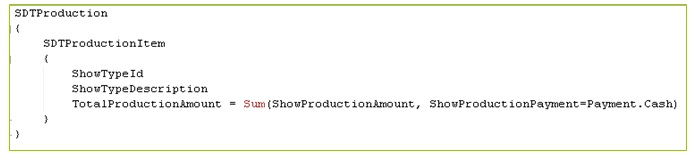 SDTProduction
{
SDTProductionItem
{
ShowTypeId
ShowTypeDescription
TotalProductionAmount = Sum(ShowProductionAmount, ShowProductionPayment=Payment.Cash)
}
}